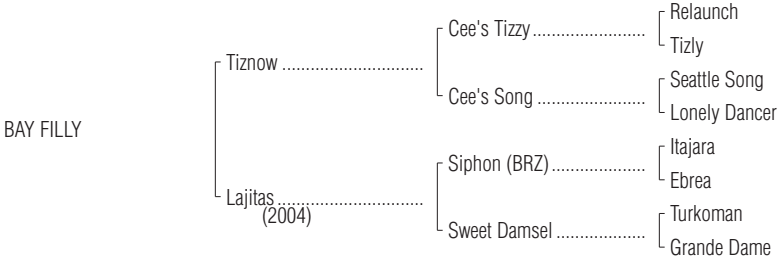 Relaunch
Cee's Tizzy
Tizly
Tiznow
Seattle Song
Cee's Song
Lonely Dancer
BAY FILLY
Itajara
Siphon (BRZ)
Ebrea
Lajitas
(2004)
Turkoman
Sweet Damsel
Grande Dame